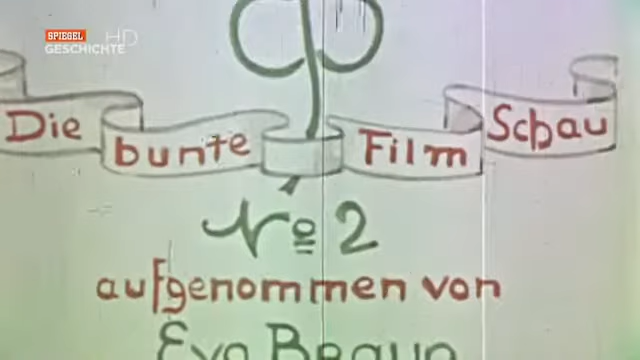 SPIEGEL HD
GESCHICHTE
Die bunte Film Schau
Nº 2
aufgenommen von
Eva Braun